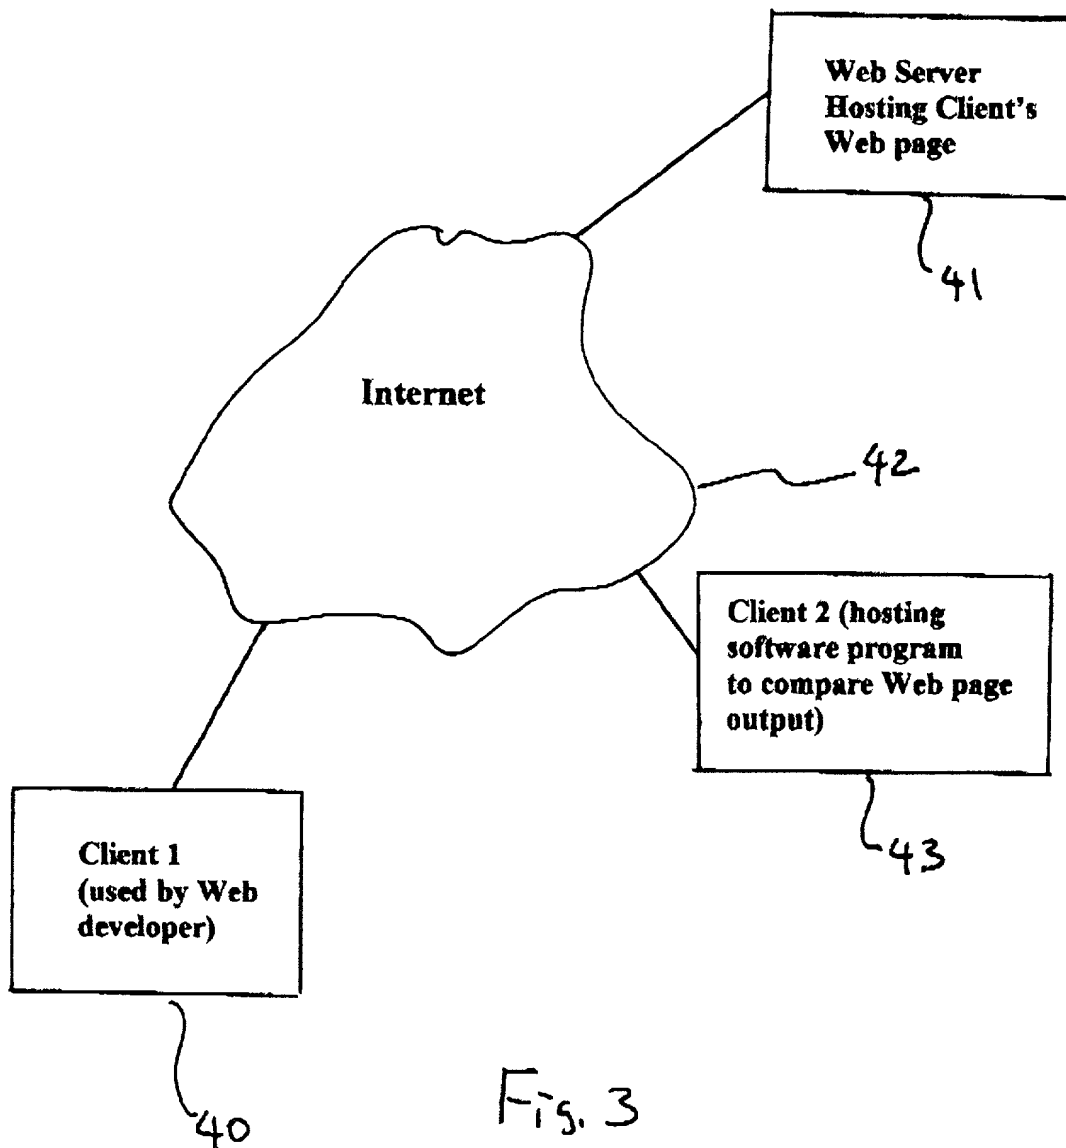 Web Server
Hosting Client's
Web page
41
Internet
42
Client 2 (hosting
software program
to compare Web page
output)
43
Client 1
(used by Web
developer)
40
Fig. 3